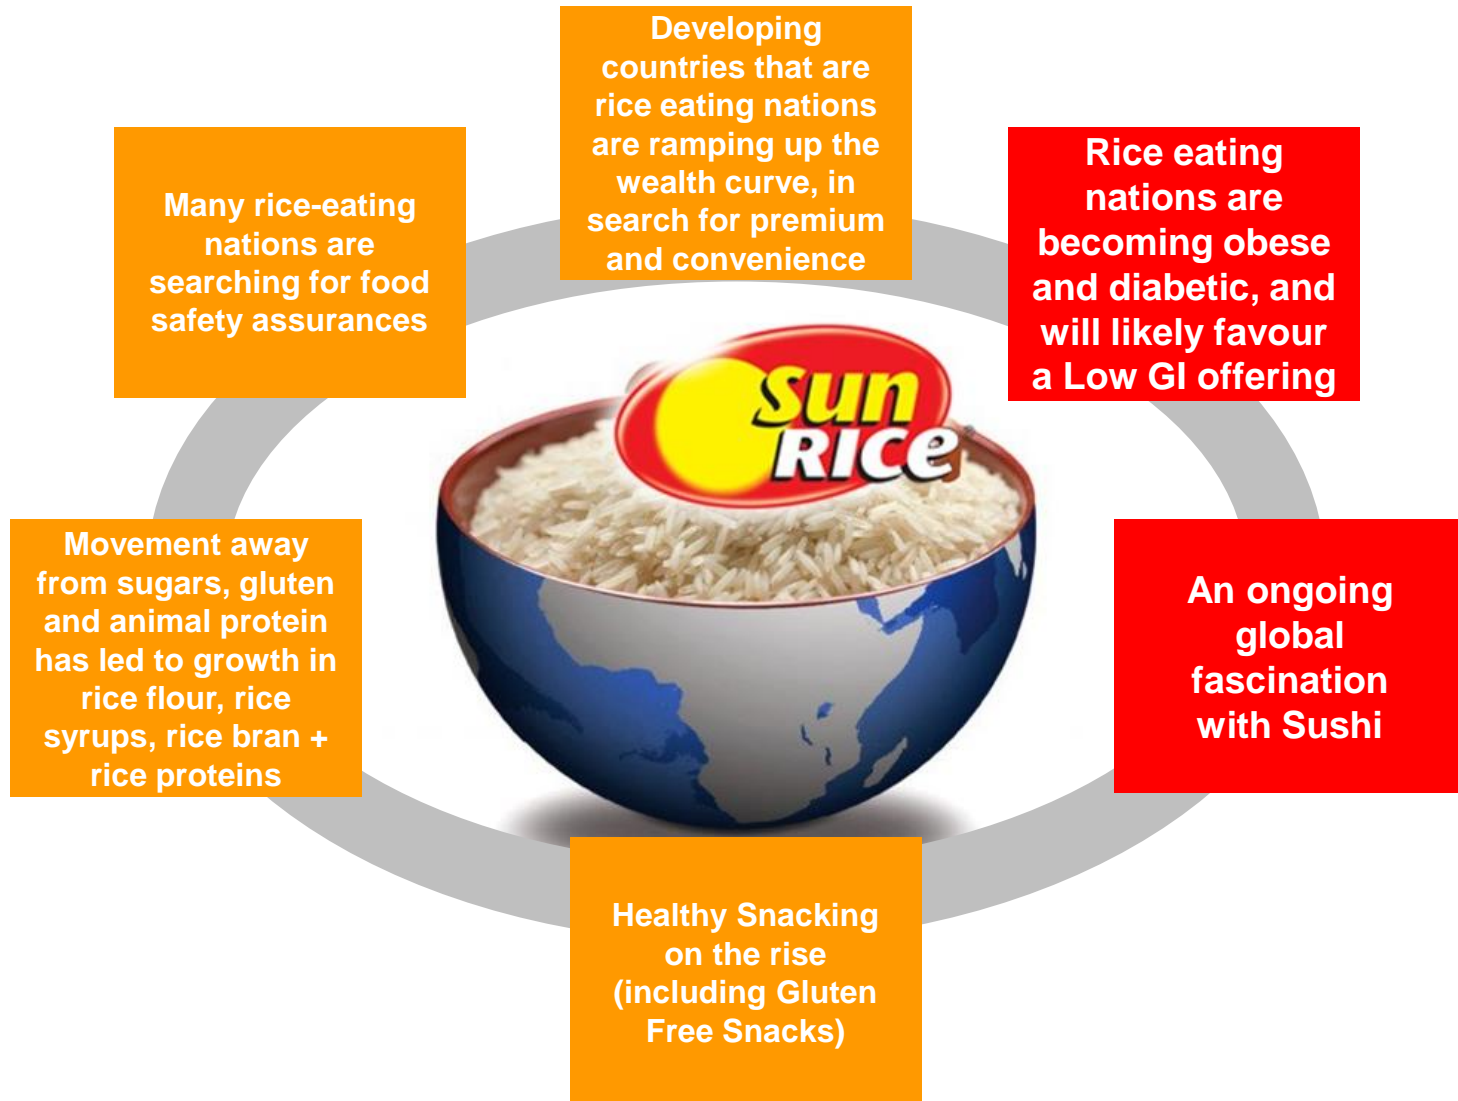 Developing
countries that are
rice eating nations
are ramping up the
wealth curve, in
search for premium
and convenience
Many rice-eating
nations are
searching for food
safety assurances
Rice eating
nations are
becoming obese
and diabetic, and
will likely favour
a Low GI offering
Sun
RICe
Movement away
from sugars, gluten
and animal protein
has led to growth in
rice flour, rice
syrups, rice bran +
rice proteins
An ongoing
global
fascination
with Sushi
Healthy Snacking
on the rise
(including Gluten
Free Snacks)